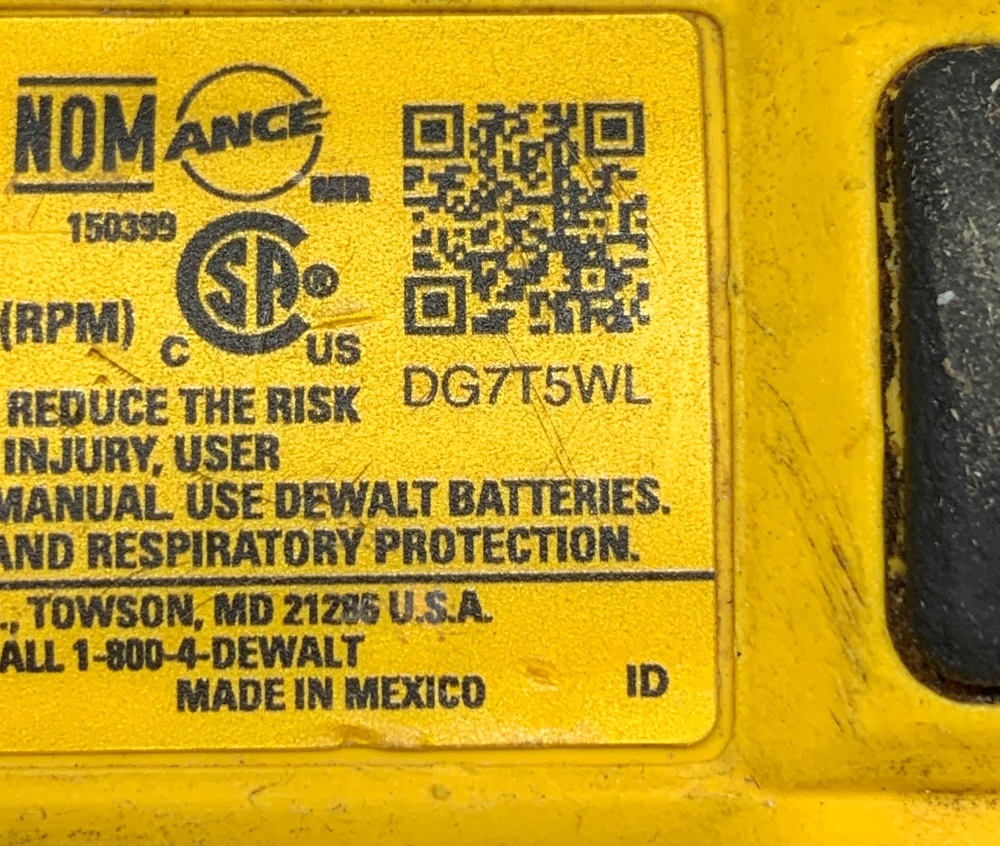 NOM ANCE
MR
150399
CSA®
C US
(RPM)
DG7T5WL
REDUCE THE RISK
INJURY, USER
MANUAL. USE DEWALT BATTERIES.
AND RESPIRATORY PROTECTION.
., TOWSON, MD 21286 U.S.A.
ALL 1-800-4-DEWALT
MADE IN MEXICO
ID